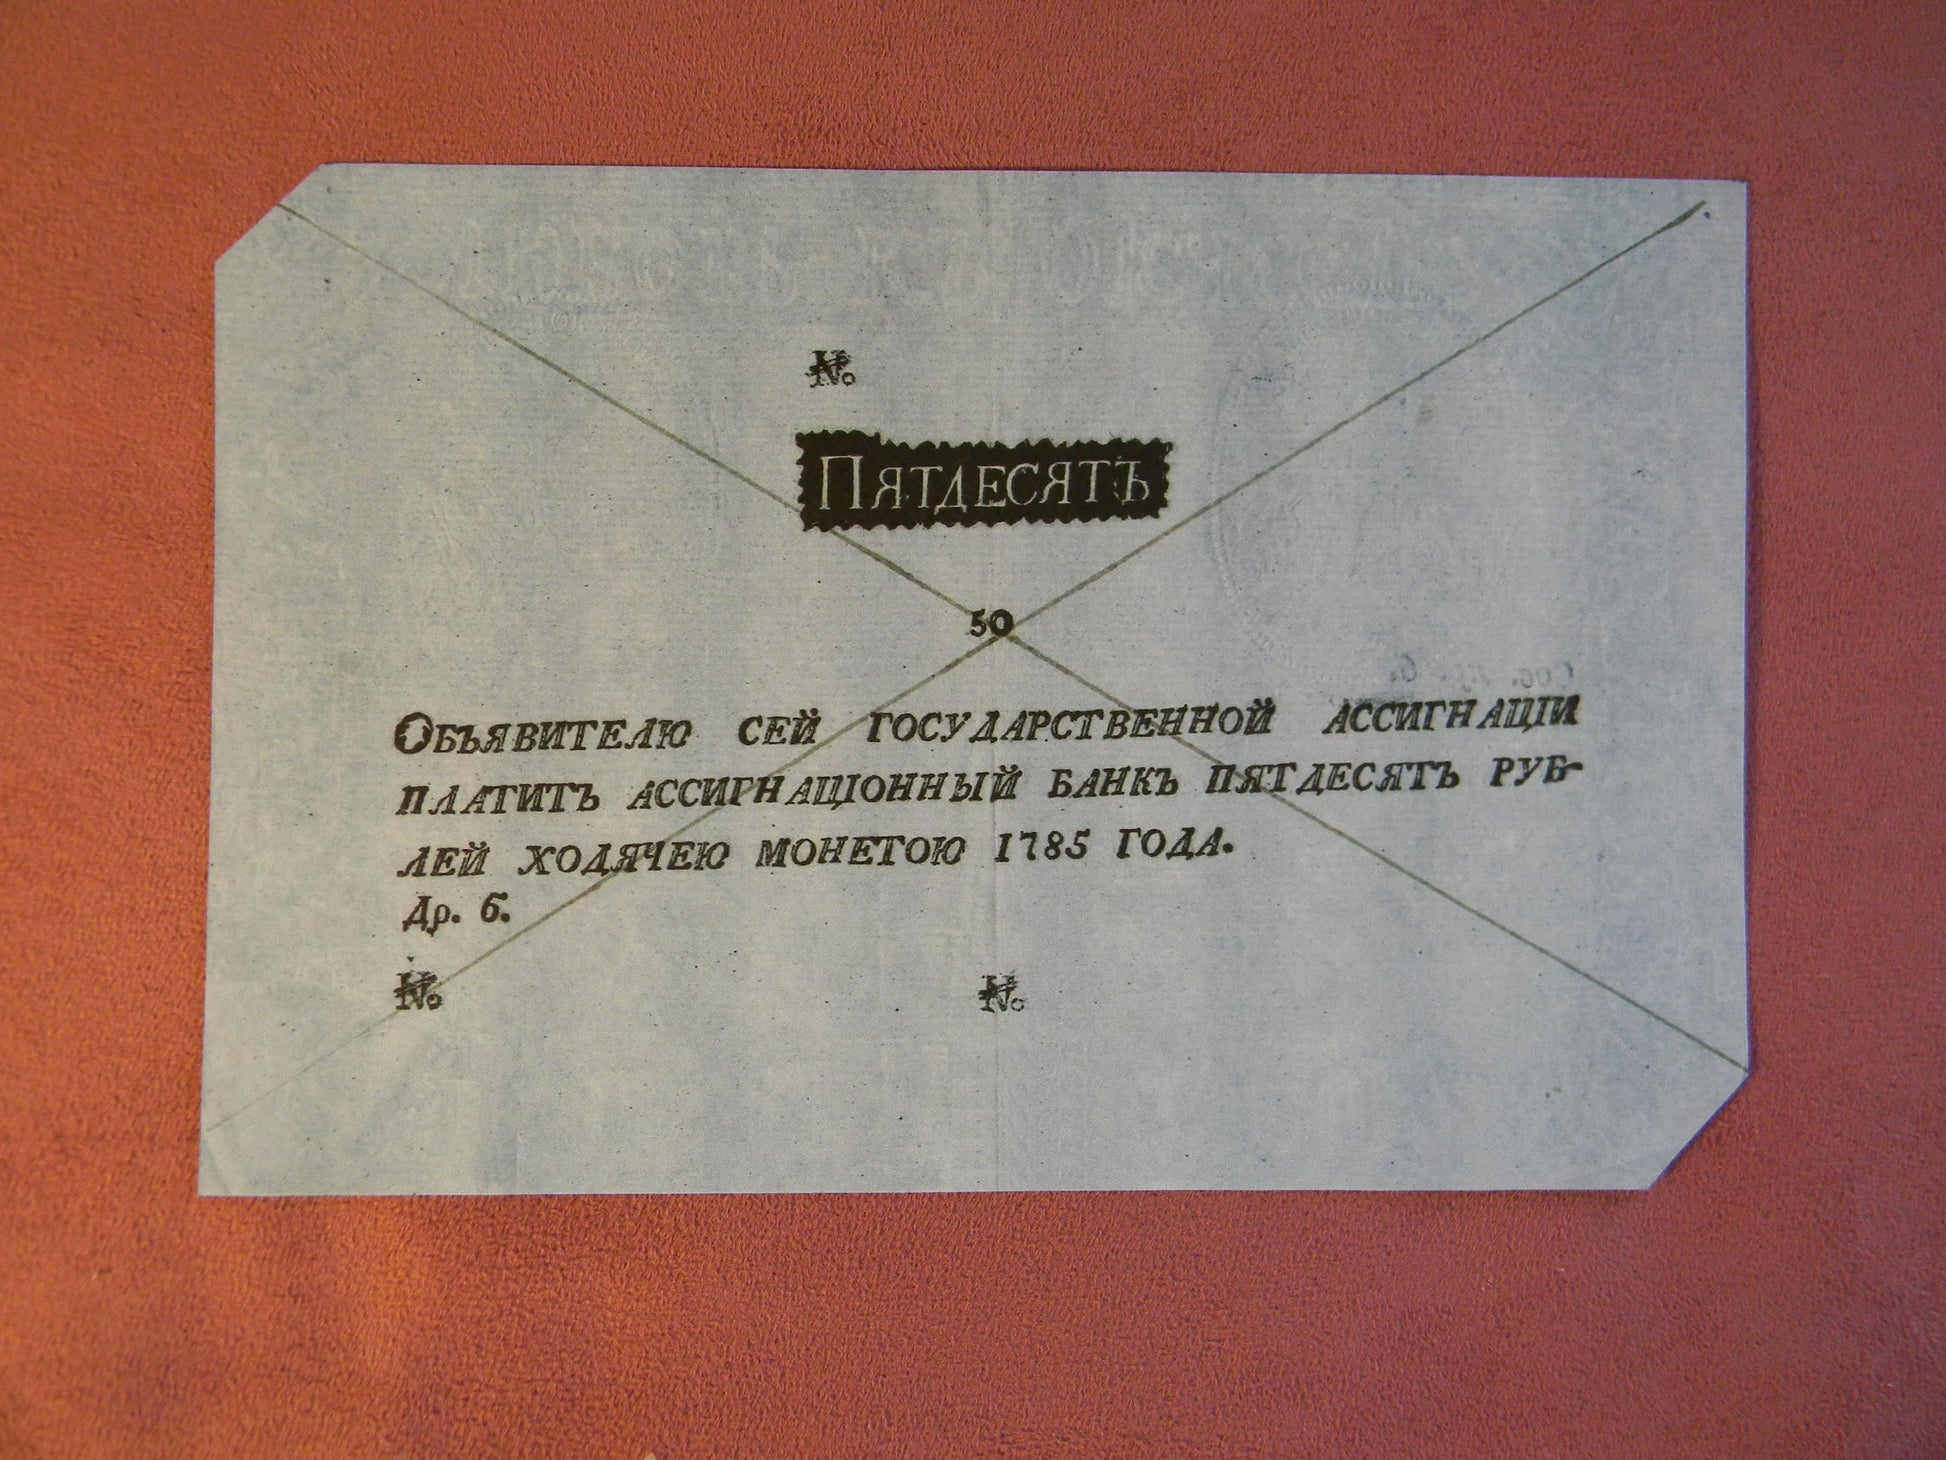 №
Пятдесятъ
50
Объявителю сей государственной ассигнаціи
платитъ ассигнаціонный банкъ пятдесятъ руб-
лей ходячею монетою 1785 года.
Др. 6.
№ №